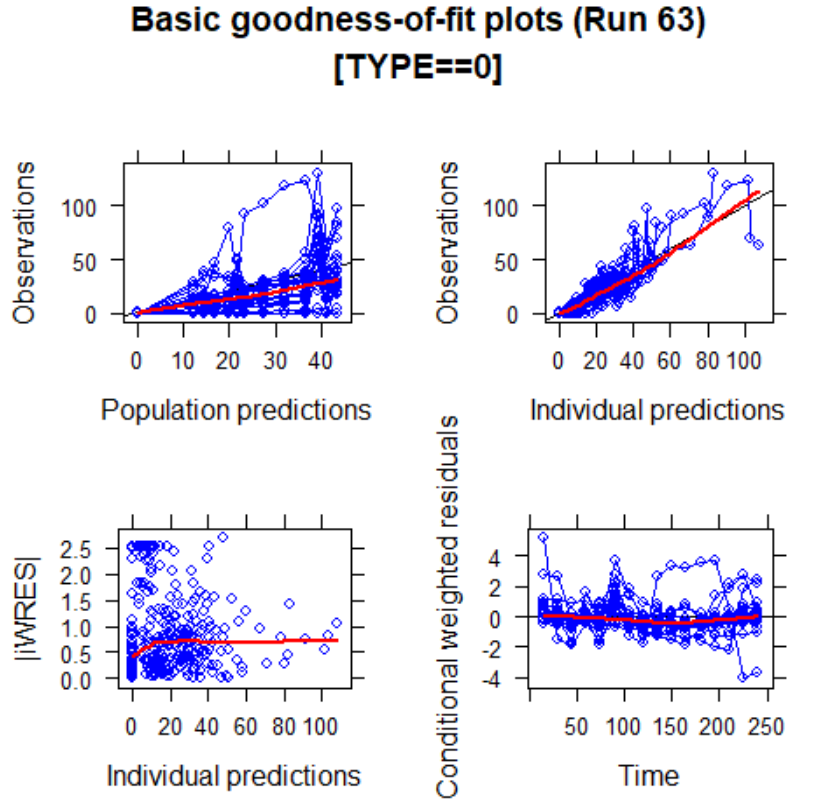 Basic goodness-of-fit plots (Run 63)
[TYPE==0]
Observations
100
50
0
0 10 20 30 40
Population predictions
Observations
100
50
0
0 20 40 60 80 100
Individual predictions
|iWRES|
2.5
2.0
1.5
1.0
0.5
0.0
0 20 40 60 80 100
Individual predictions
Conditional weighted residuals
4
2
0
-2
-4
50 100 150 200 250
Time